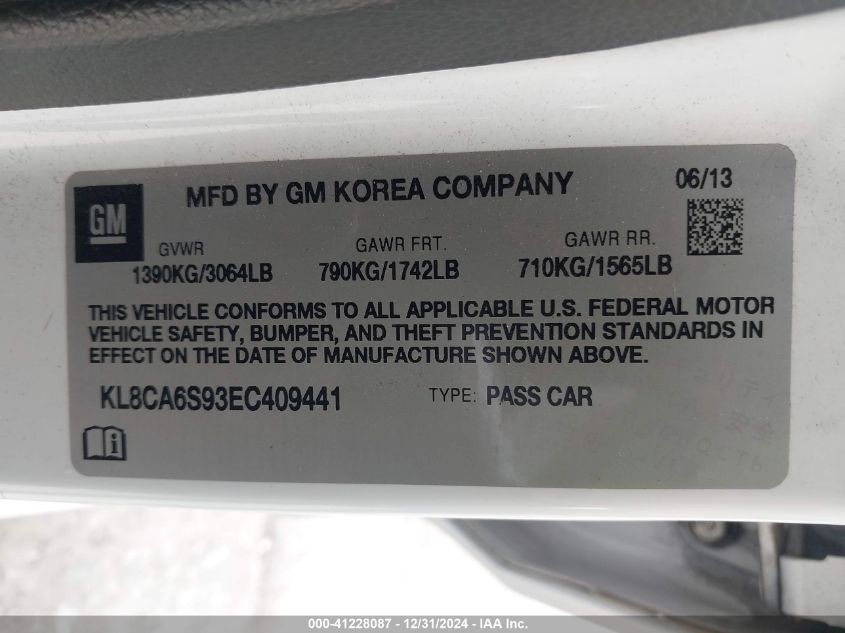 MFD BY GM KOREA COMPANY 06/13
GM
GVWR GAWR FRT. GAWR RR.
1390KG/3064LB 790KG/1742LB 710KG/1565LB
THIS VEHICLE CONFORMS TO ALL APPLICABLE U.S. FEDERAL MOTOR
VEHICLE SAFETY, BUMPER, AND THEFT PREVENTION STANDARDS IN
EFFECT ON THE DATE OF MANUFACTURE SHOWN ABOVE.
KL8CA6S93EC409441 TYPE: PASS CAR
i
000-41228087 - 12/31/2024 - IAA Inc.